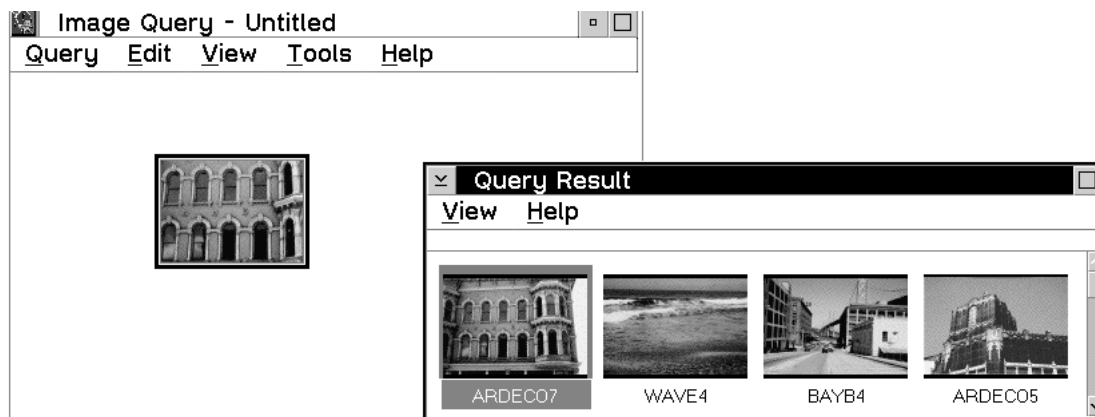 Image Query - Untitled
Query Edit View Tools Help
Query Result
View Help
ARDECO7 WAVE4 BAYB4 ARDECO5